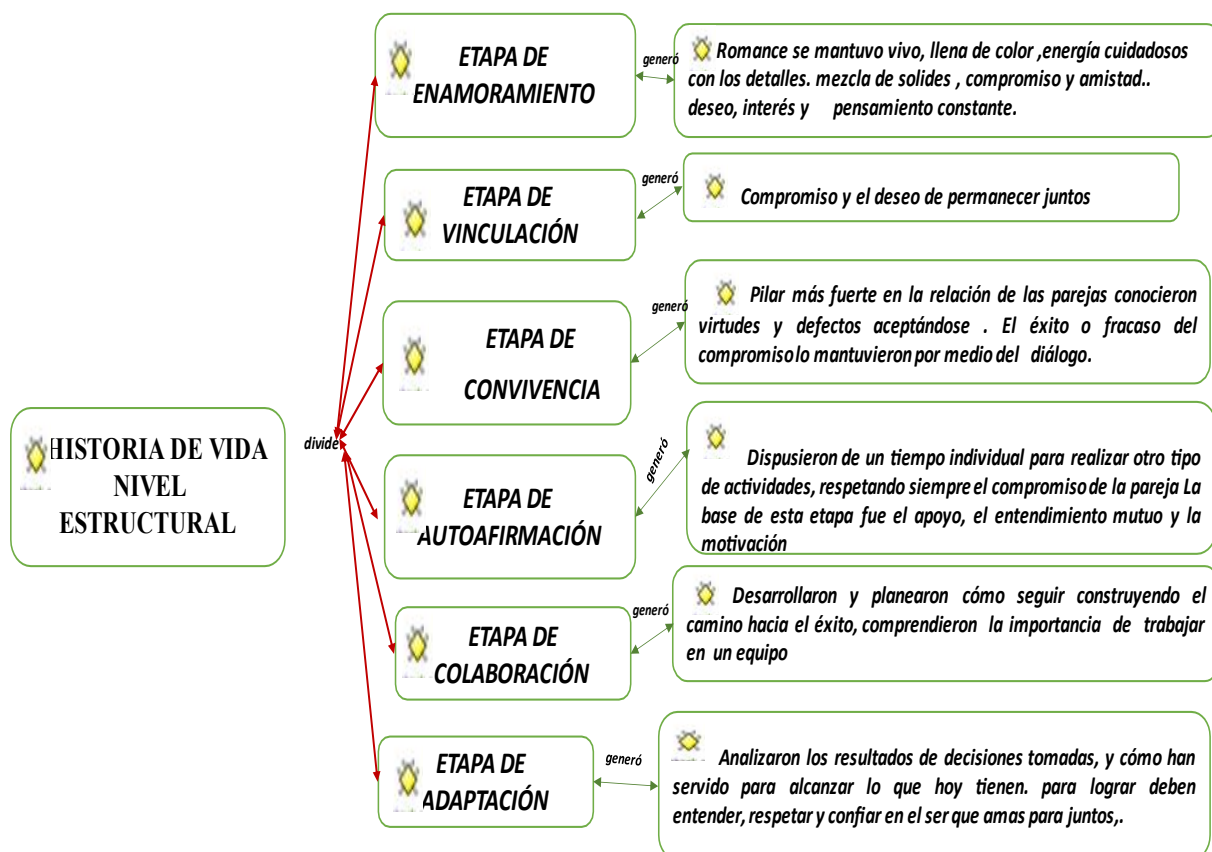 HISTORIA DE VIDA
NIVEL
ESTRUCTURAL
divide
ETAPA DE
ENAMORAMIENTO
generó
Romance se mantuvo vivo, llena de color ,energía cuidadosos
con los detalles. mezcla de solides , compromiso y amistad..
deseo, interés y pensamiento constante.
ETAPA DE
VINCULACIÓN
generó
Compromiso y el deseo de permanecer juntos
ETAPA DE
CONVIVENCIA
generó
Pilar más fuerte en la relación de las parejas conocieron
virtudes y defectos aceptándose . El éxito o fracaso del
compromiso lo mantuvieron por medio del diálogo.
ETAPA DE
AUTOAFIRMACIÓN
generó
Dispusieron de un tiempo individual para realizar otro tipo
de actividades, respetando siempre el compromiso de la pareja La
base de esta etapa fue el apoyo, el entendimiento mutuo y la
motivación
ETAPA DE
COLABORACIÓN
generó
Desarrollaron y planearon cómo seguir construyendo el
camino hacia el éxito, comprendieron la importancia de trabajar
en un equipo
ETAPA DE
ADAPTACIÓN
generó
Analizaron los resultados de decisiones tomadas, y cómo han
servido para alcanzar lo que hoy tienen. para lograr deben
entender, respetar y confiar en el ser que amas para juntos,.